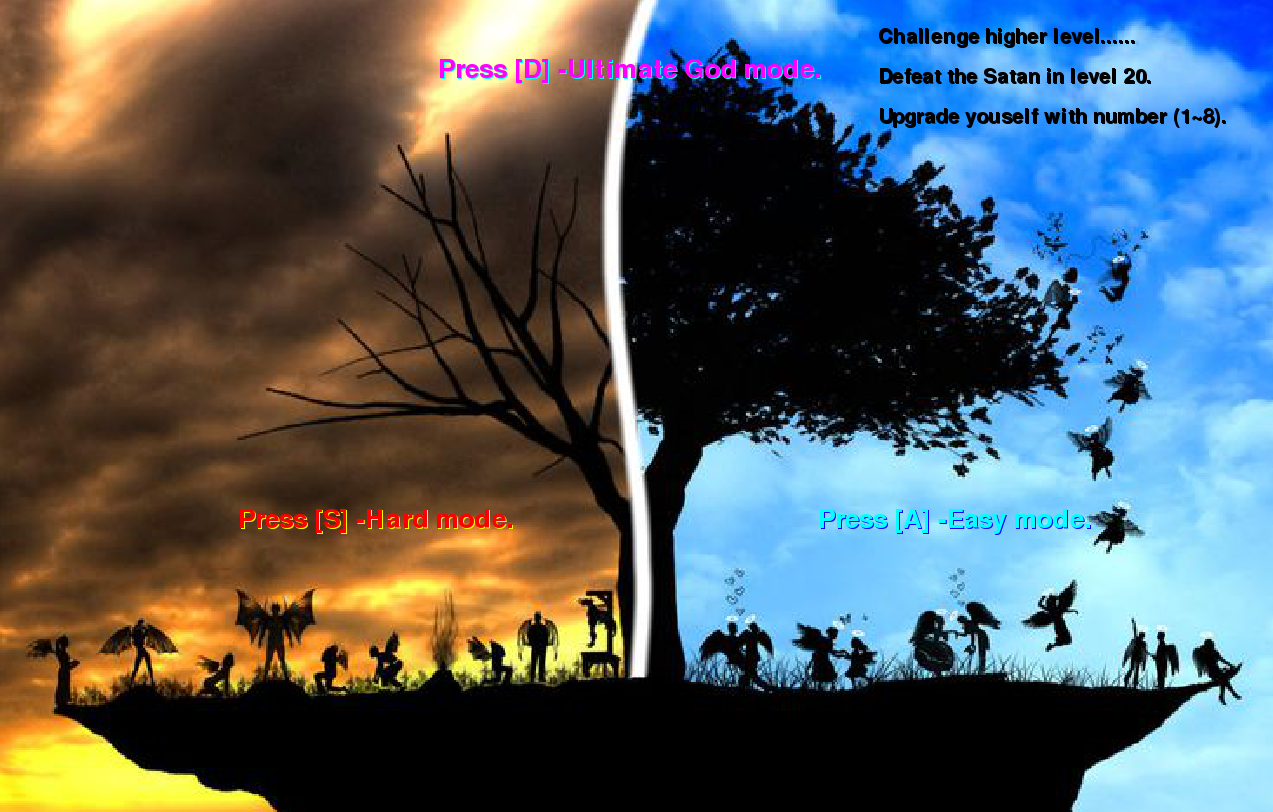 Challenge higher level......
Press [D] -Ultimate God mode.
Defeat the Satan in level 20.
Upgrade youself with number (1~8).
Press [S] -Hard mode.
Press [A] -Easy mode.